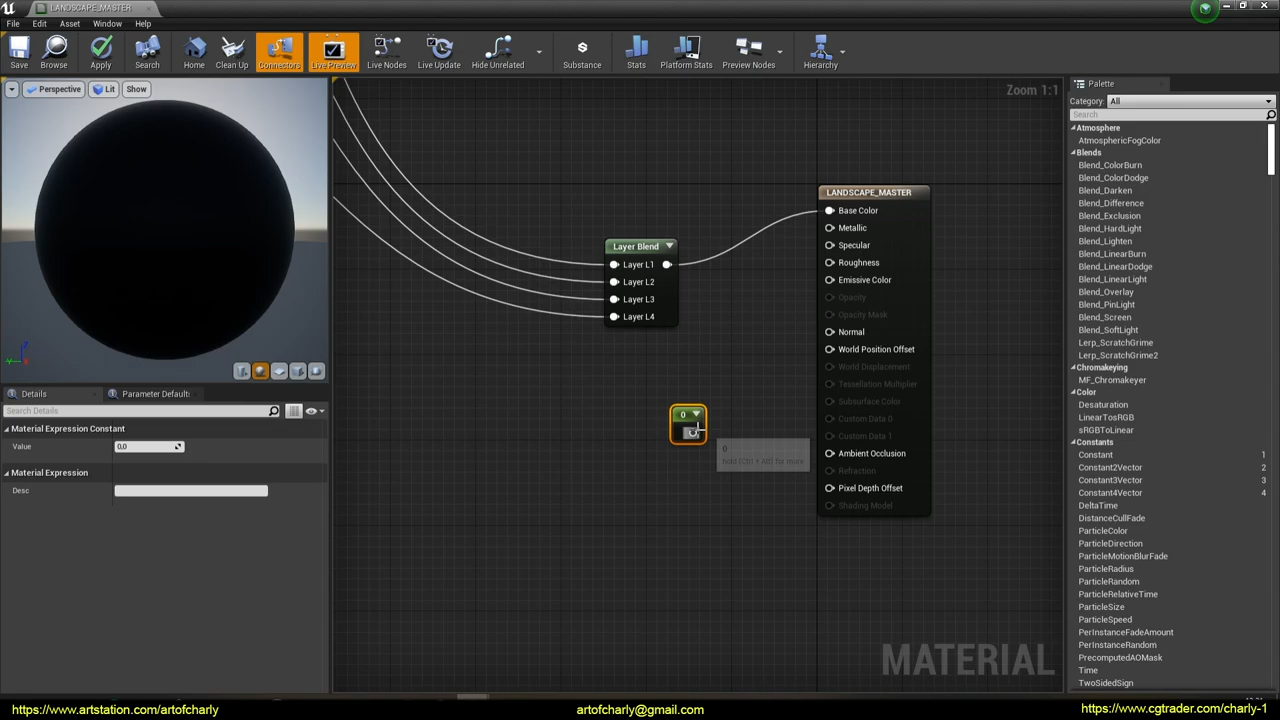 LANDSCAPE_MASTER
File Edit Asset Window Help
Save Browse Apply Search Home Clean Up Connectors Live Preview Live Nodes Live Update Hide Unrelated Substance Stats Platform Stats Preview Nodes Hierarchy
Perspective Lit Show
Zoom 1:1
Details
Parameter Default:
Search Details
Material Expression Constant
Value 0,0
Material Expression
Desc
Layer Blend
Layer L1
Layer L2
Layer L3
Layer L4
0
0
hold (Ctrl + Alt) for more
LANDSCAPE_MASTER
Base Color
Metallic
Specular
Roughness
Emissive Color
Opacity
Opacity Mask
Normal
World Position Offset
World Displacement
Tessellation Multiplier
Subsurface Color
Custom Data 0
Custom Data 1
Ambient Occlusion
Refraction
Pixel Depth Offset
Shading Model
MATERIAL
Palette
Category: All
Search
Atmosphere
AtmosphericFogColor
Blends
Blend_ColorBurn
Blend_ColorDodge
Blend_Darken
Blend_Difference
Blend_Exclusion
Blend_HardLight
Blend_Lighten
Blend_LinearBurn
Blend_LinearDodge
Blend_LinearLight
Blend_Overlay
Blend_PinLight
Blend_Screen
Blend_SoftLight
Lerp_ScratchGrime
Lerp_ScratchGrime2
Chromakeying
MF_Chromakeyer
Color
Desaturation
LinearTosRGB
sRGBToLinear
Constants
Constant 1
Constant2Vector 2
Constant3Vector 3
Constant4Vector 4
DeltaTime
DistanceCullFade
ParticleColor
ParticleDirection
ParticleMotionBlurFade
ParticleRadius
ParticleRandom
ParticleRelativeTime
ParticleSize
ParticleSpeed
PerInstanceFadeAmount
PerInstanceRandom
PrecomputedAOMask
Time
TwoSidedSign
https://www.artstation.com/artofcharly
artofcharly@gmail.com
https://www.cgtrader.com/charly-1